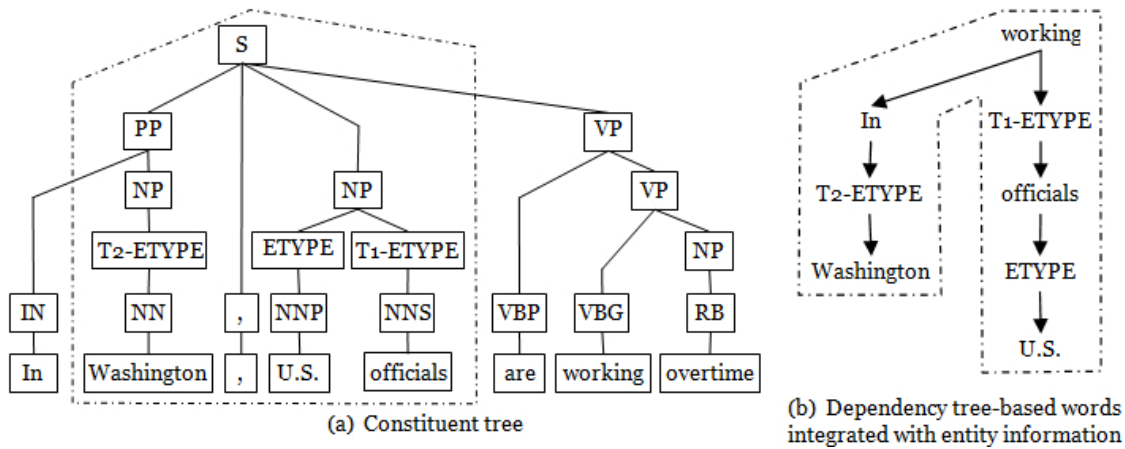 S
working
PP
VP
In
T1-ETYPE
NP
NP
VP
T2-ETYPE
officials
T2-ETYPE
ETYPE
T1-ETYPE
NP
Washington
ETYPE
IN
NN
,
NNP
NNS
VBP
VBG
RB
U.S.
In
Washington
,
U.S.
officials
are
working
overtime
(a) Constituent tree
(b) Dependency tree-based words
integrated with entity information